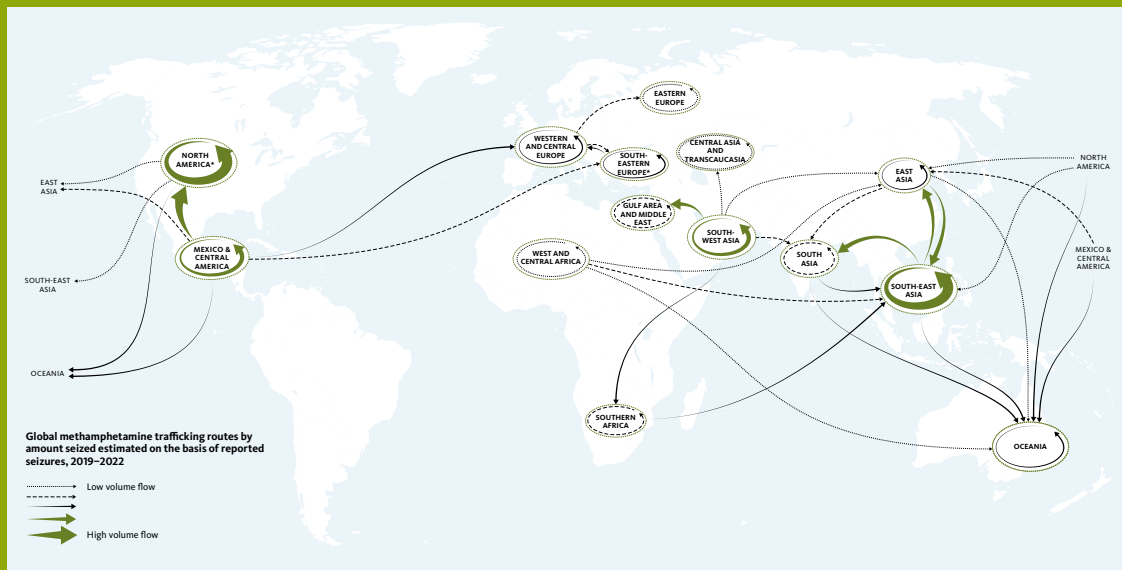 EASTERN
EUROPE
WESTERN
AND CENTRAL
EUROPE
SOUTH-
EASTERN
EUROPE*
CENTRAL ASIA
AND
TRANSCAUCASIA
NORTH
AMERICA*
EAST
ASIA
EAST
ASIA
NORTH
AMERICA
GULF AREA
AND MIDDLE
EAST
SOUTH-
WEST ASIA
MEXICO &
CENTRAL
AMERICA
WEST AND
CENTRAL AFRICA
SOUTH
ASIA
MEXICO &
CENTRAL
AMERICA
SOUTH-EAST
ASIA
SOUTH-EAST
ASIA
OCEANIA
SOUTHERN
AFRICA
OCEANIA
Global methamphetamine trafficking routes by
amount seized estimated on the basis of reported
seizures, 2019–2022
Low volume flow
High volume flow